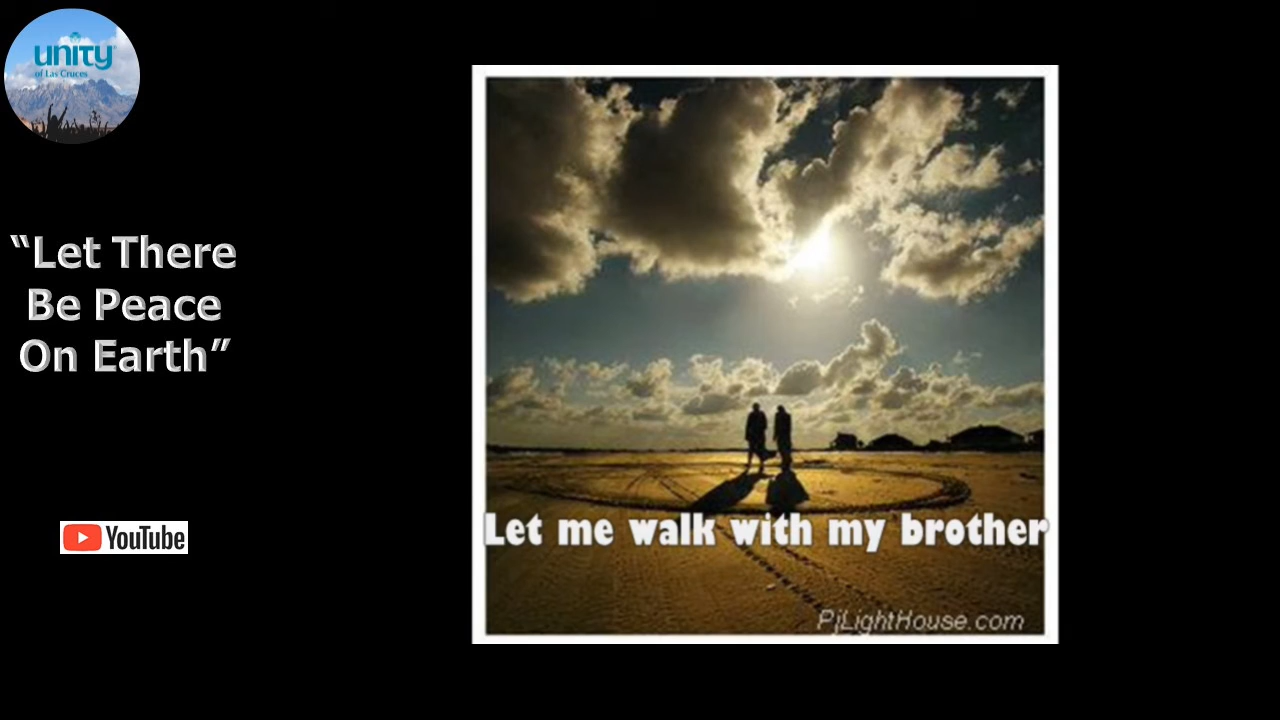 unity
of Las Cruces
“Let There
Be Peace
On Earth”
YouTube
Let me walk with my brother
PjLightHouse.com